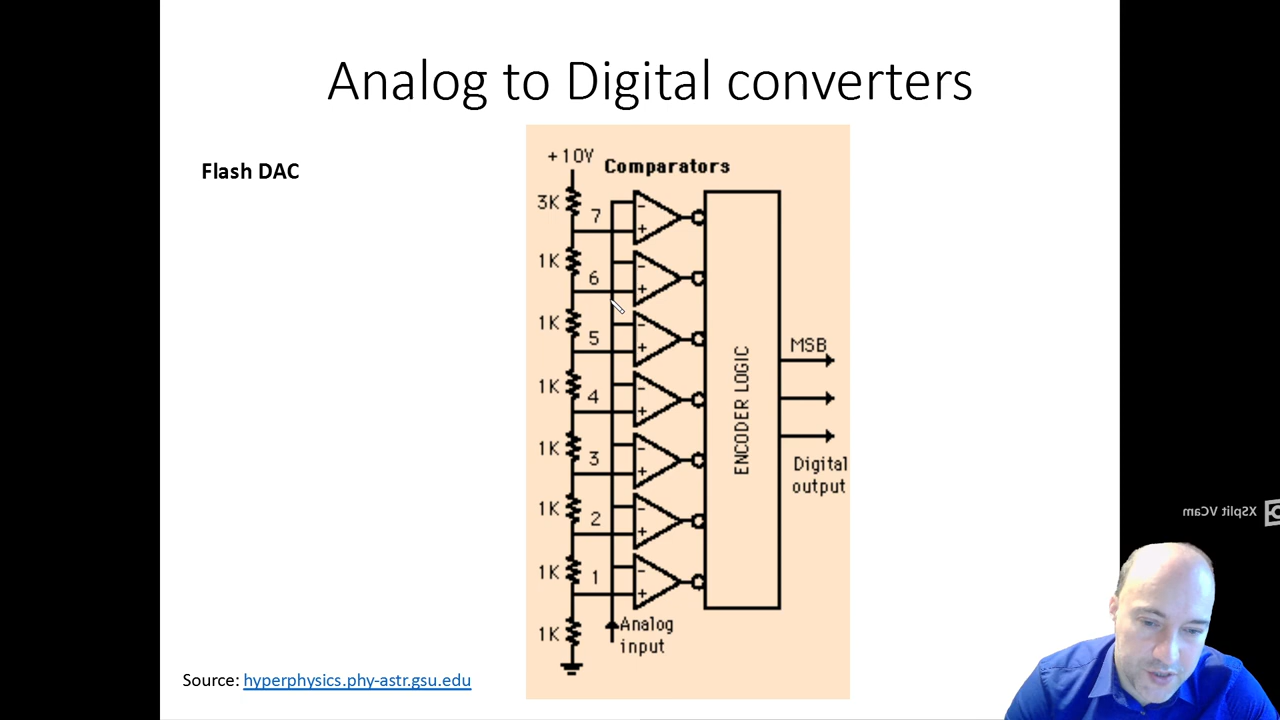 Analog to Digital converters
Flash DAC
+10V
Comparators
3K
7
-
+
1K
6
-
+
1K
5
-
+
1K
4
-
+
1K
3
-
+
1K
2
-
+
1K
1
-
+
1K
ENCODER LOGIC
MSB
Digital
output
Analog
input
XSplit VCam
Source: hyperphysics.phy-astr.gsu.edu